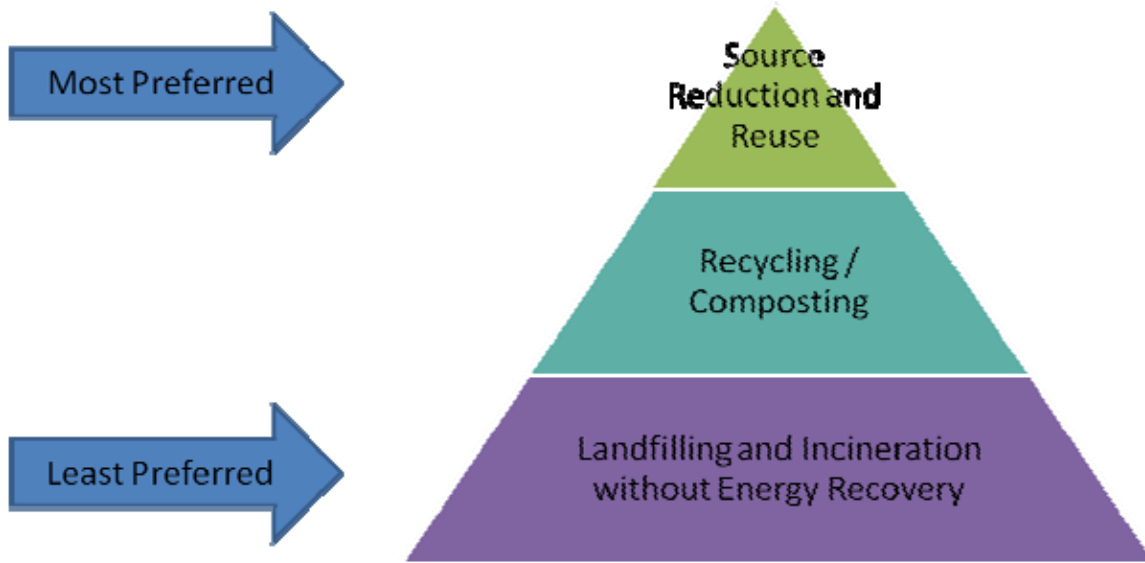 Most Preferred
Source
Reduction and
Reuse
Recycling /
Composting
Least Preferred
Landfilling and Incineration
without Energy Recovery